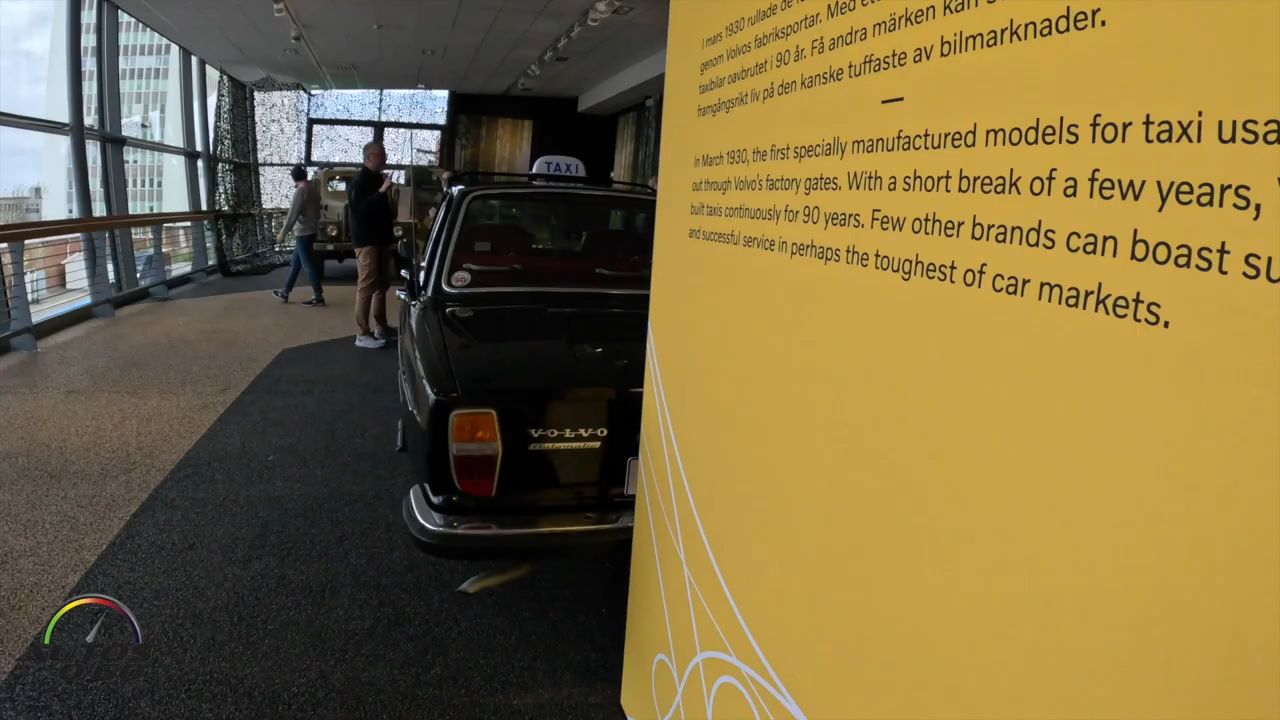 I mars 1930 rullade de
genom Volvos fabriksportar. Med
taxibilar oavbrutet i 90 år. Få andra märken kan
framgångsrikt liv på den kanske tuffaste av bilmarknader.
In March 1930, the first specially manufactured models for taxi usa
out through Volvo's factory gates. With a short break of a few years,
built taxis continuously for 90 years. Few other brands can boast su
and successful service in perhaps the toughest of car markets.
TAXI
VOLVO